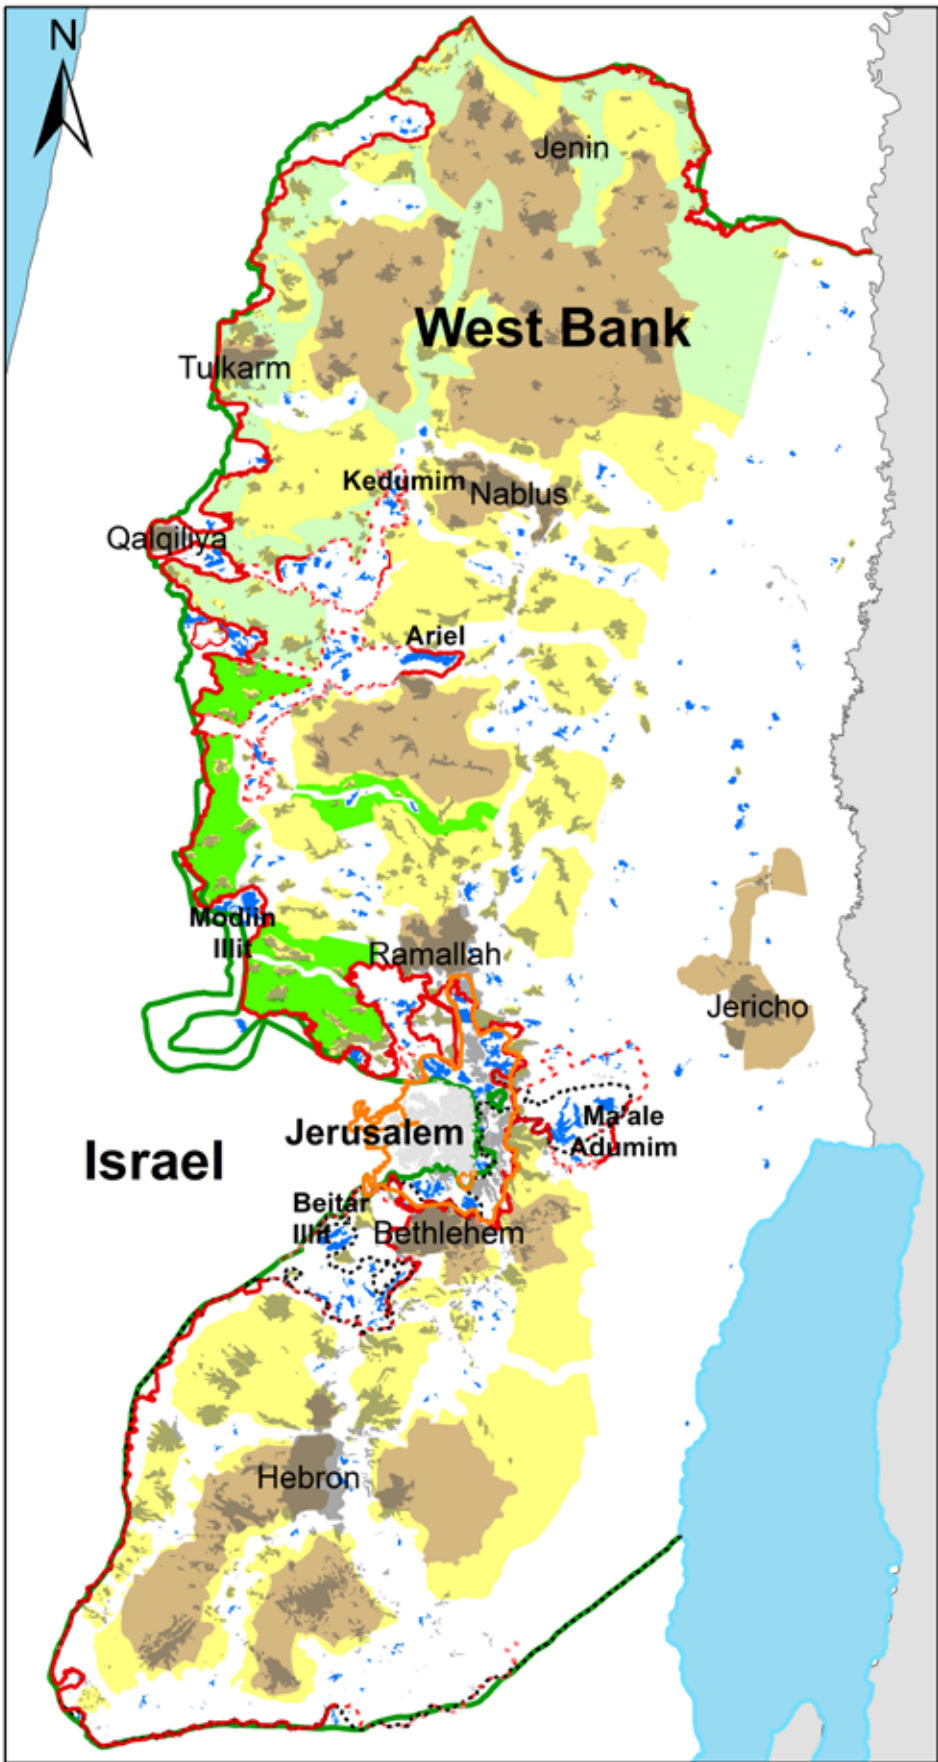 N
Jenin
West Bank
Tulkarm
Kedumim
Nablus
Qalqiliya
Ariel
Modiin
Illit
Ramallah
Jericho
Ma'ale
Adumim
Jerusalem
Israel
Beitar
Illit
Bethlehem
Hebron